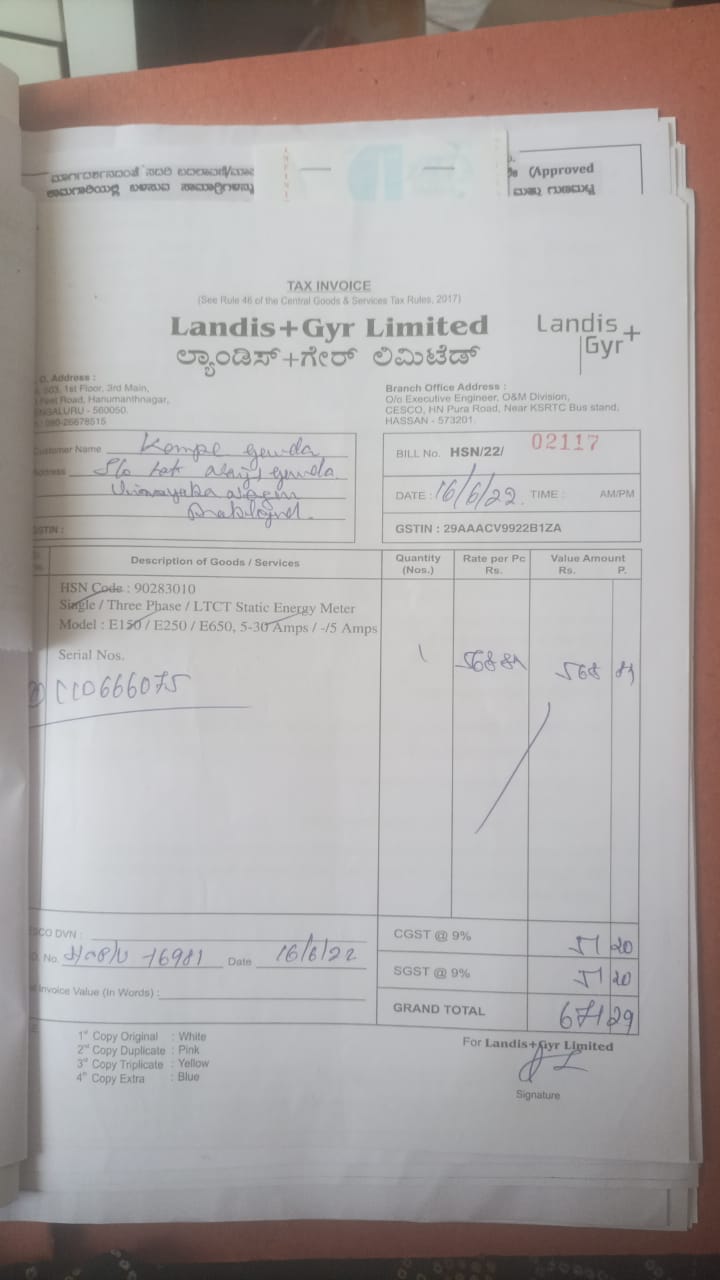 (Approved
TAX INVOICE
(See Rule 46 of the Central Goods & Services Tax Rules, 2017)
Landis+Gyr Limited
ಲ್ಯಾಂಡಿಸ್+ಗೇರ್ ಲಿಮಿಟೆಡ್
Landis+
Gyr
Address :
503, 1st Floor, 3rd Main,
Road, Hanumanthnagar,
BENGALURU - 560050.
080-26678515
Branch Office Address :
O/o Executive Engineer, O&M Division,
CESCO, HN Pura Road, Near KSRTC Bus stand,
HASSAN - 573201.
Customer Name Kempe gowda
Address S/o
GSTIN :
BILL No. HSN/22/ 02117
DATE : 16/6/22 TIME : AM/PM
GSTIN : 29AAACV9922B1ZA
Description of Goods / Services
Quantity
(Nos.)
Rate per Pc
Rs.
Value Amount
Rs. P.
HSN Code : 90283010
Single / Three Phase / LTCT Static Energy Meter
Model : E150 / E250 / E650, 5-30 Amps / -/5 Amps
Serial Nos.
1 568 81 568 81
666075
DVN :
No. 16981 Date 16/6/22
Invoice Value (In Words) :
CGST @ 9% 51 20
SGST @ 9% 51 20
GRAND TOTAL 671 29
1st Copy Original : White
2nd Copy Duplicate : Pink
3rd Copy Triplicate : Yellow
4th Copy Extra : Blue
For Landis+Gyr Limited
Signature